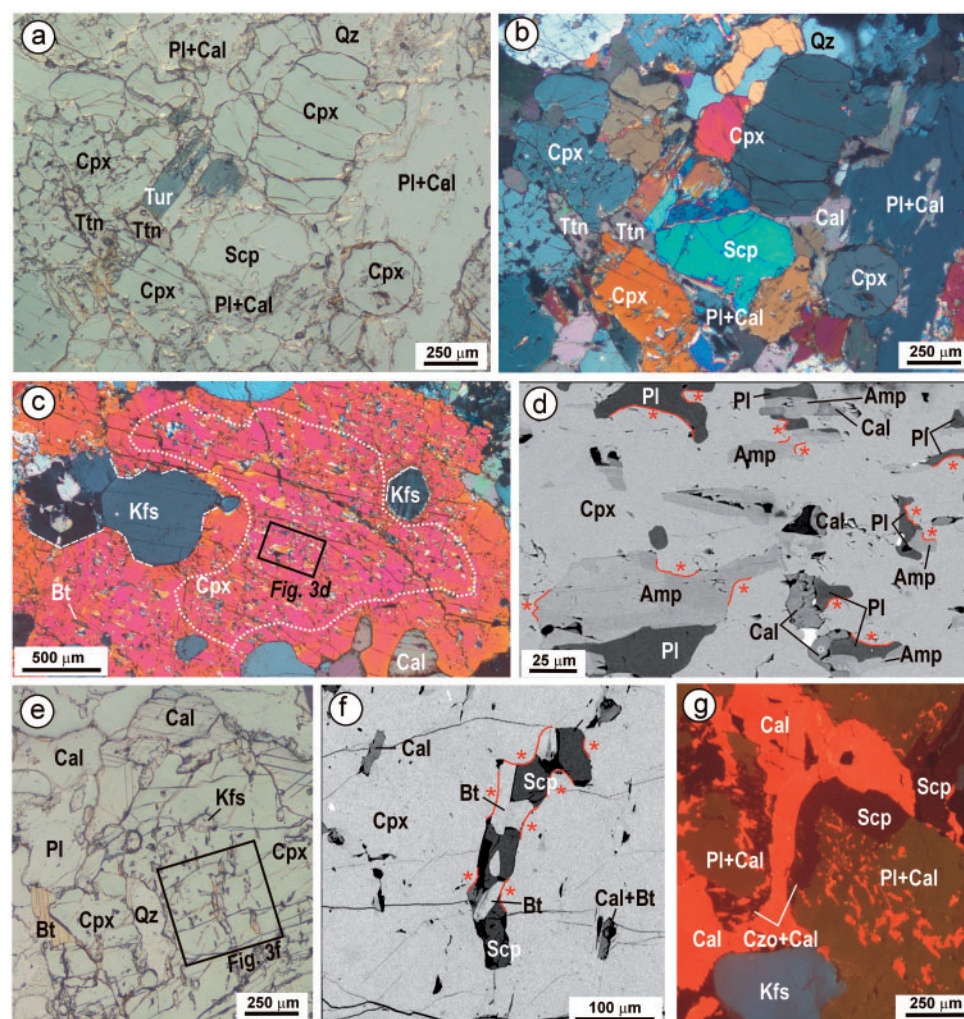 a
Pl+Cal
Qz
Cpx
Cpx
Tur
Pl+Cal
Ttn
Ttn
Scp
Cpx
Cpx
Pl+Cal
250 µm
b
Qz
Cpx
Cpx
Pl+Cal
Cal
Ttn
Ttn
Scp
Cpx
Cpx
Pl+Cal
250 µm
c
Kfs
Kfs
Bt
Cpx
Fig. 3d
Cal
500 µm
d
Pl
Pl
Amp
Cal
Pl
Amp
Cpx
Cal
Pl
Amp
Amp
Pl
Cal
Pl
Amp
25 µm
e
Cal
Cal
Kfs
Pl
Cpx
Bt
Cpx
Qz
Fig. 3f
250 µm
f
Cal
Scp
Bt
Cpx
Bt
Cal+Bt
Scp
100 µm
g
Cal
Scp
Scp
Pl+Cal
Pl+Cal
Cal
Czo+Cal
Kfs
250 µm